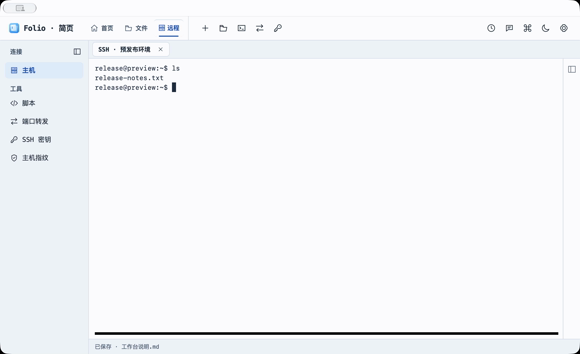 Folio · 简页
首页
文件
远程
连接
主机
工具
脚本
端口转发
SSH 密钥
主机指纹
SSH · 预发布环境
release@preview:~$ ls
release-notes.txt
release@preview:~$
已保存 · 工作台说明.md